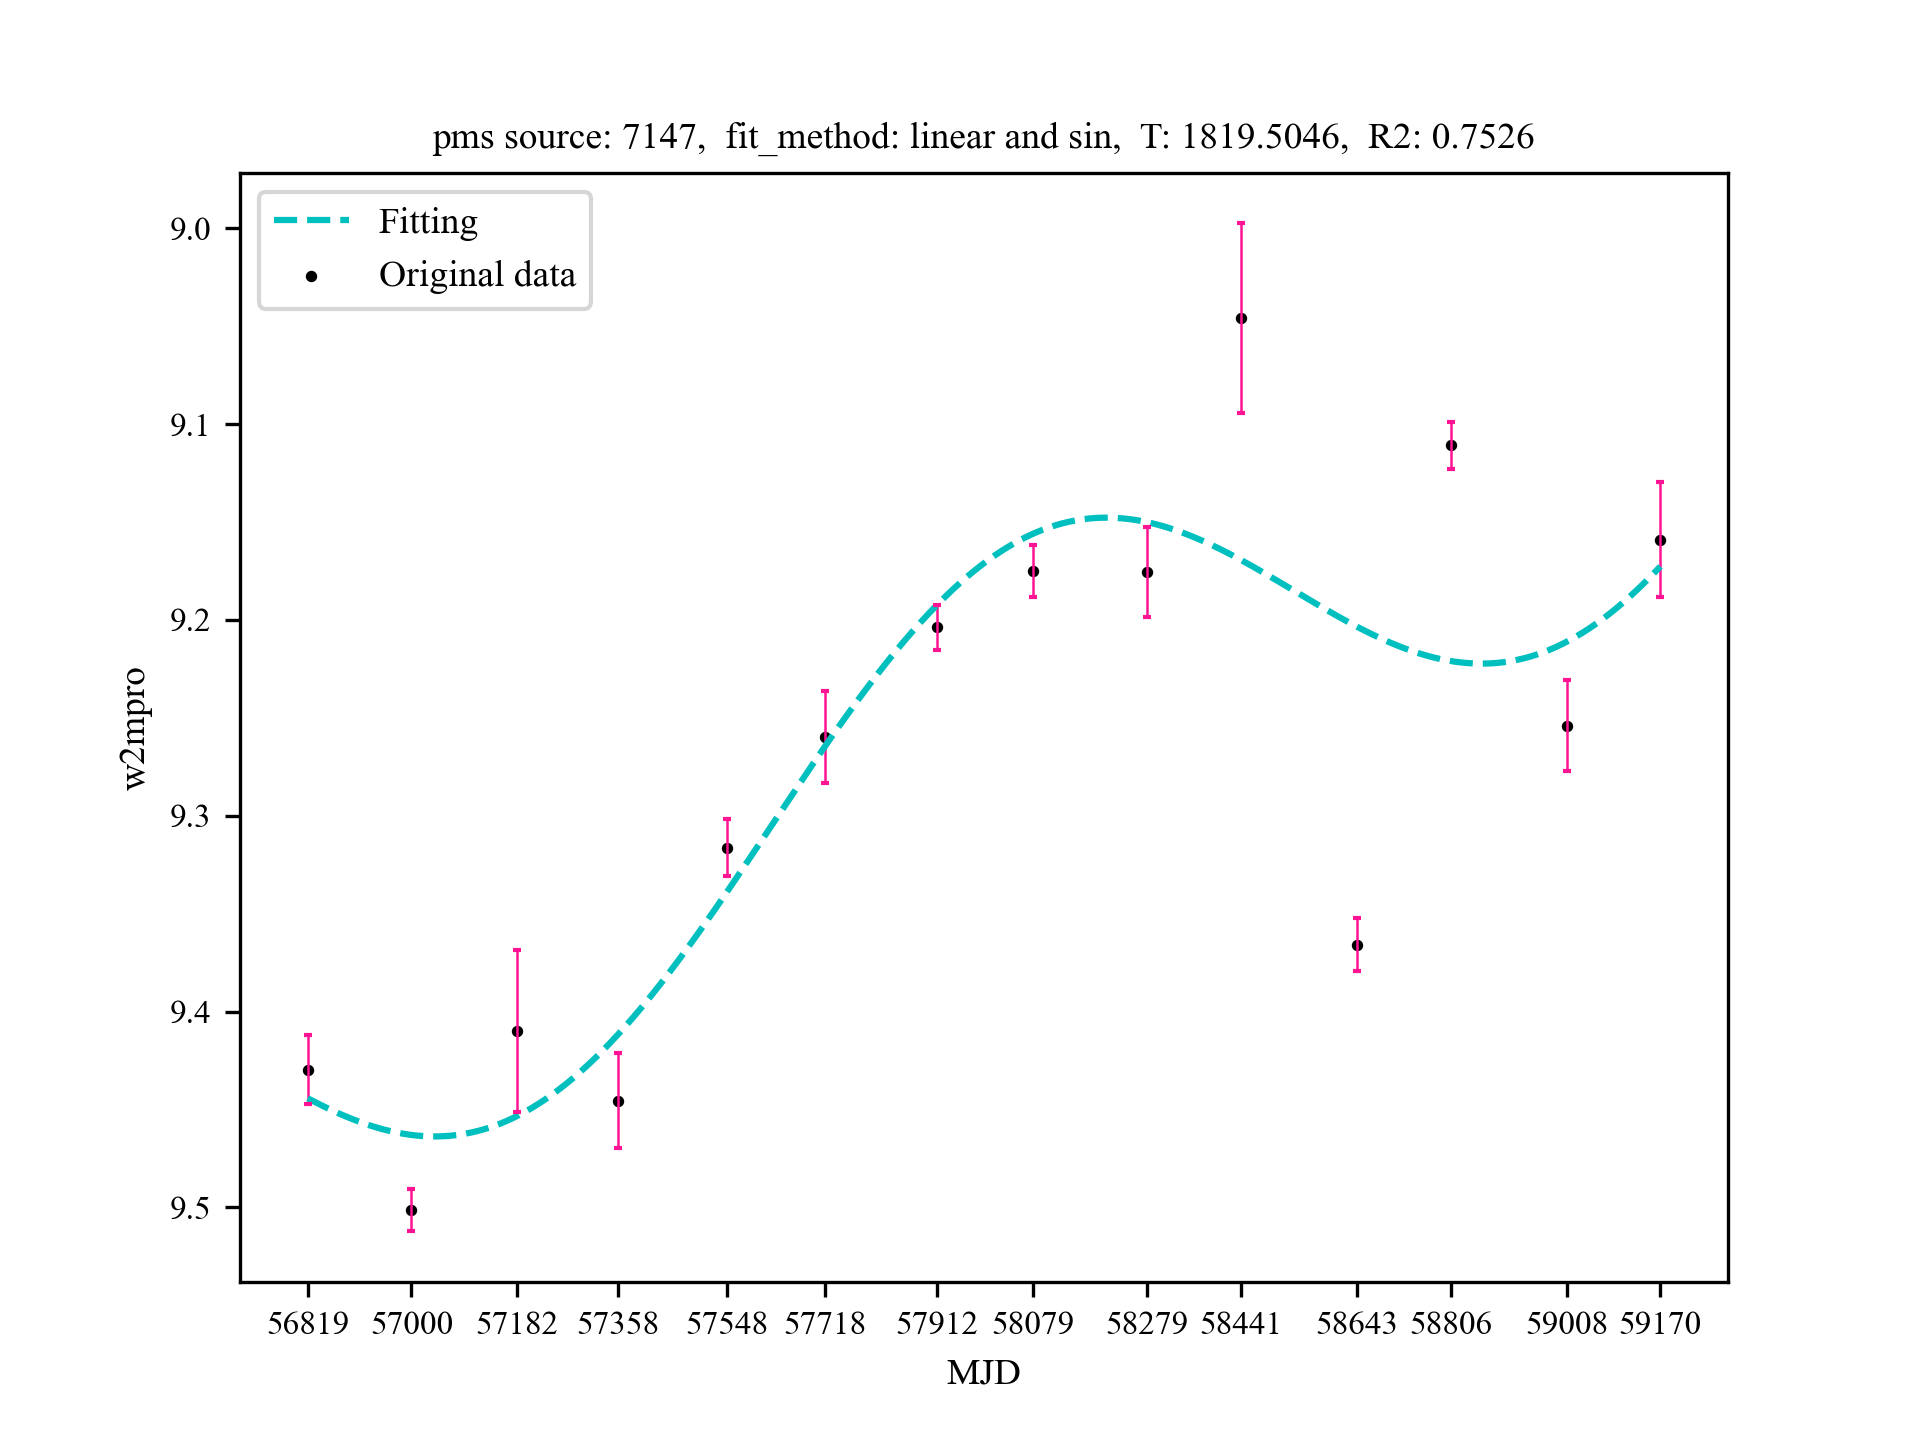 pms source: 7147,  fit_method: linear and sin,  T: 1819.5046,  R2: 0.7526
Fitting
Original data
9.0
9.1
9.2
9.3
9.4
9.5
w2mpro
56819 57000 57182 57358 57548 57718 57912 58079 58279 58441 58643 58806 59008 59170
MJD